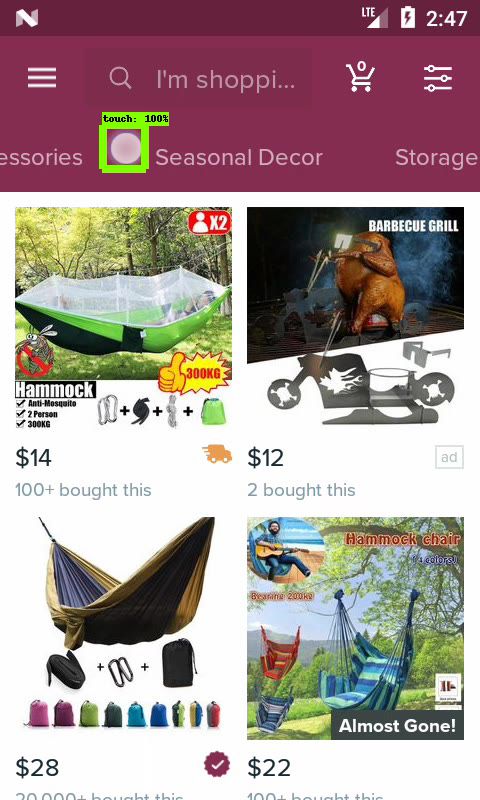 LTE
2:47
I'm shoppi...
0
touch: 100%
essories
Seasonal Decor
Storage
X2
300KG
Hammock
Anti-Mosquito
2 Person
300KG
BARBECUE GRILL
$14
100+ bought this
$12
ad
2 bought this
Hammock chair
(4 colors)
Bearing 200kg
Almost Gone!
$28
20,000+ bought this
$22
100+ bought this